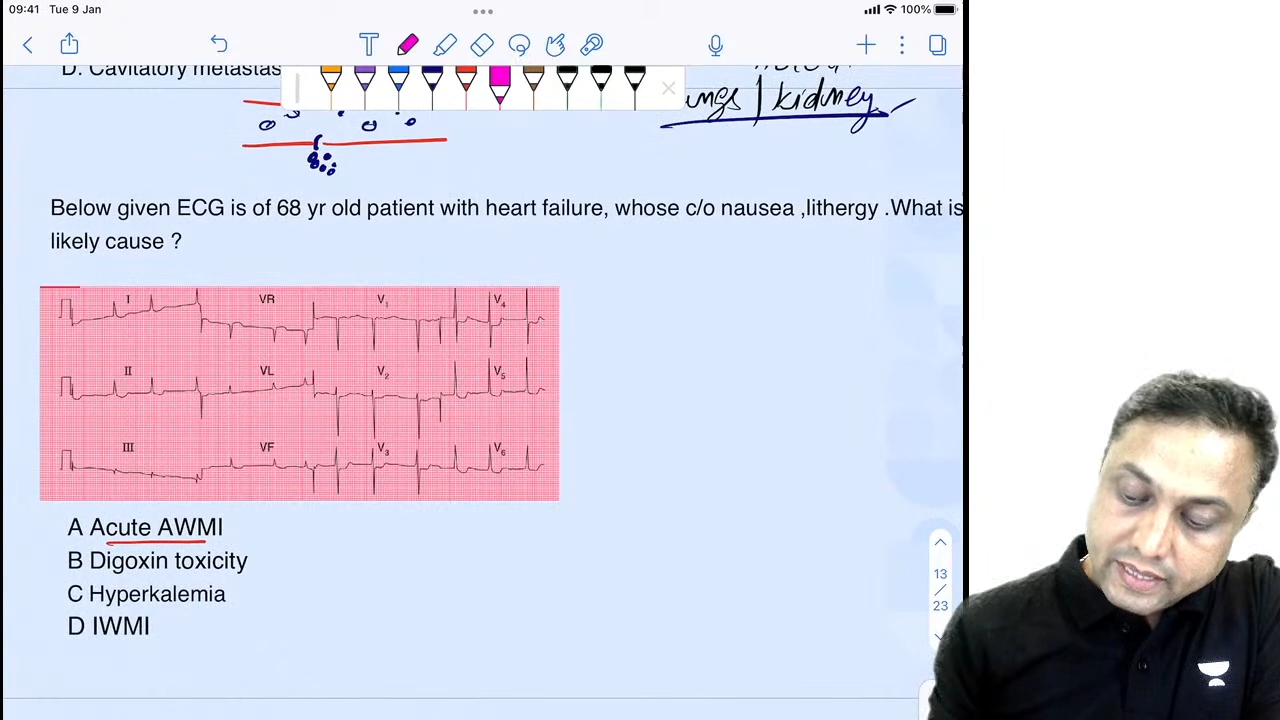 09:41 Tue 9 Jan
100%
T
D. Cavitatory metastas
ungs | kidney
Below given ECG is of 68 yr old patient with heart failure, whose c/o nausea ,lithergy .What is
likely cause ?
I VR V1 V4
II VL V2 V5
III VF V3 V6
A Acute AWMI
B Digoxin toxicity
C Hyperkalemia
D IWMI
13
/
23